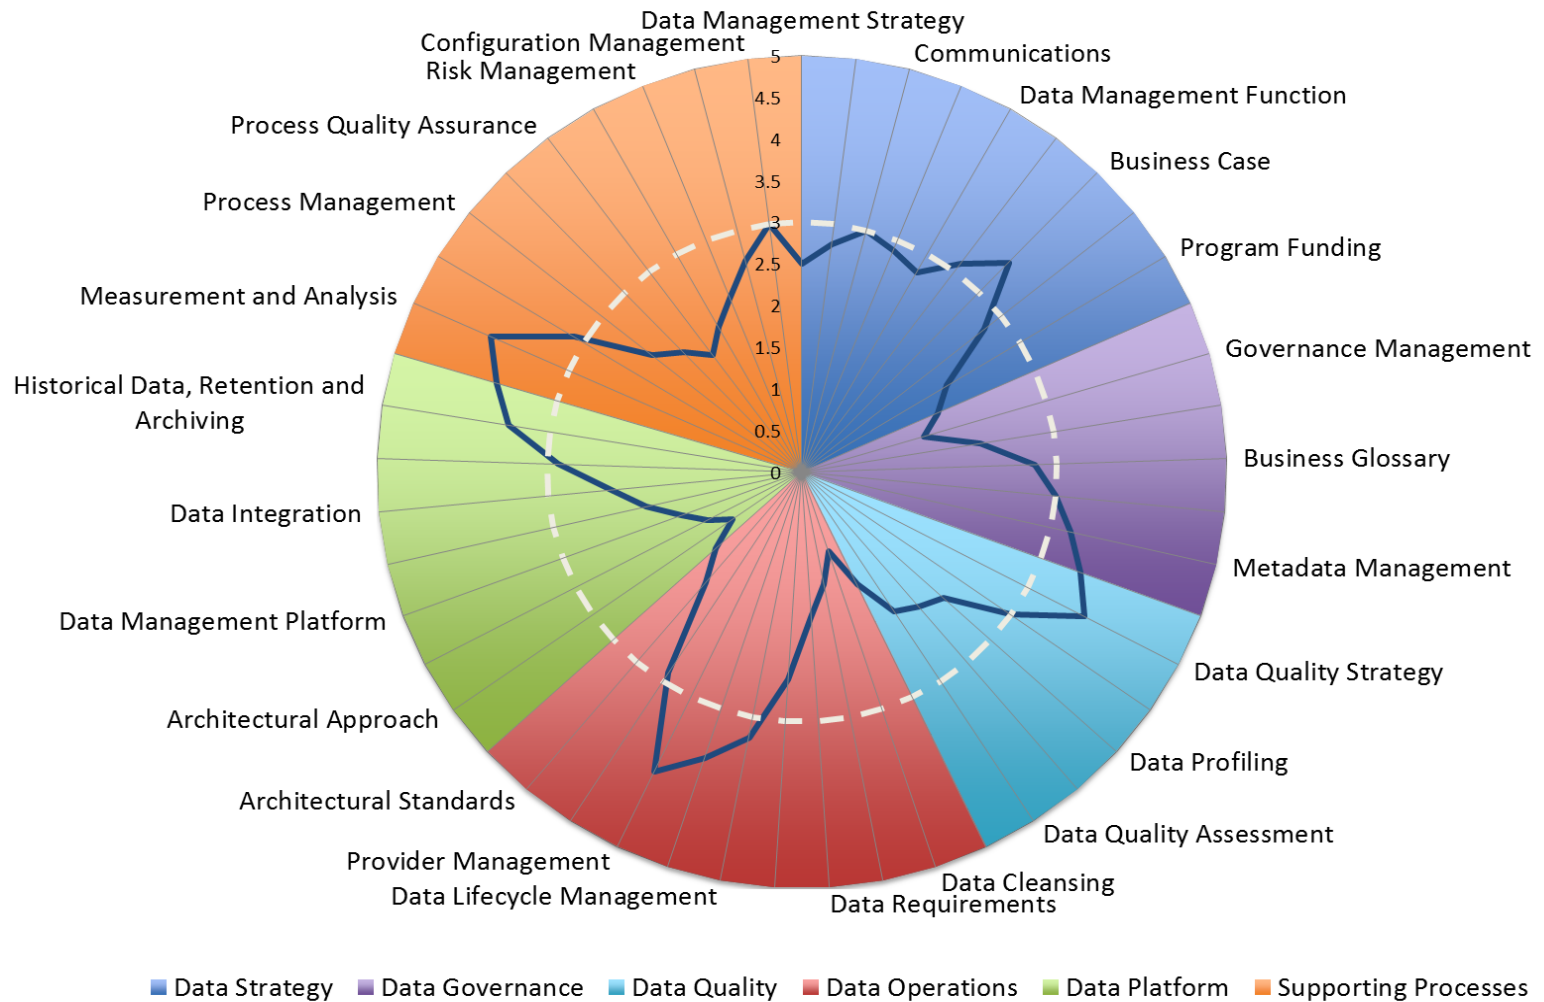 Data Management Strategy
Configuration Management
Communications
Risk Management
Data Management Function
Process Quality Assurance
Business Case
Process Management
Program Funding
Measurement and Analysis
Governance Management
Historical Data, Retention and
Archiving
Business Glossary
Data Integration
Metadata Management
Data Management Platform
Data Quality Strategy
Architectural Approach
Data Profiling
Architectural Standards
Data Quality Assessment
Provider Management
Data Cleansing
Data Lifecycle Management
Data Requirements
5
4.5
4
3.5
3
2.5
2
1.5
1
0.5
0
Data Strategy
Data Governance
Data Quality
Data Operations
Data Platform
Supporting Processes